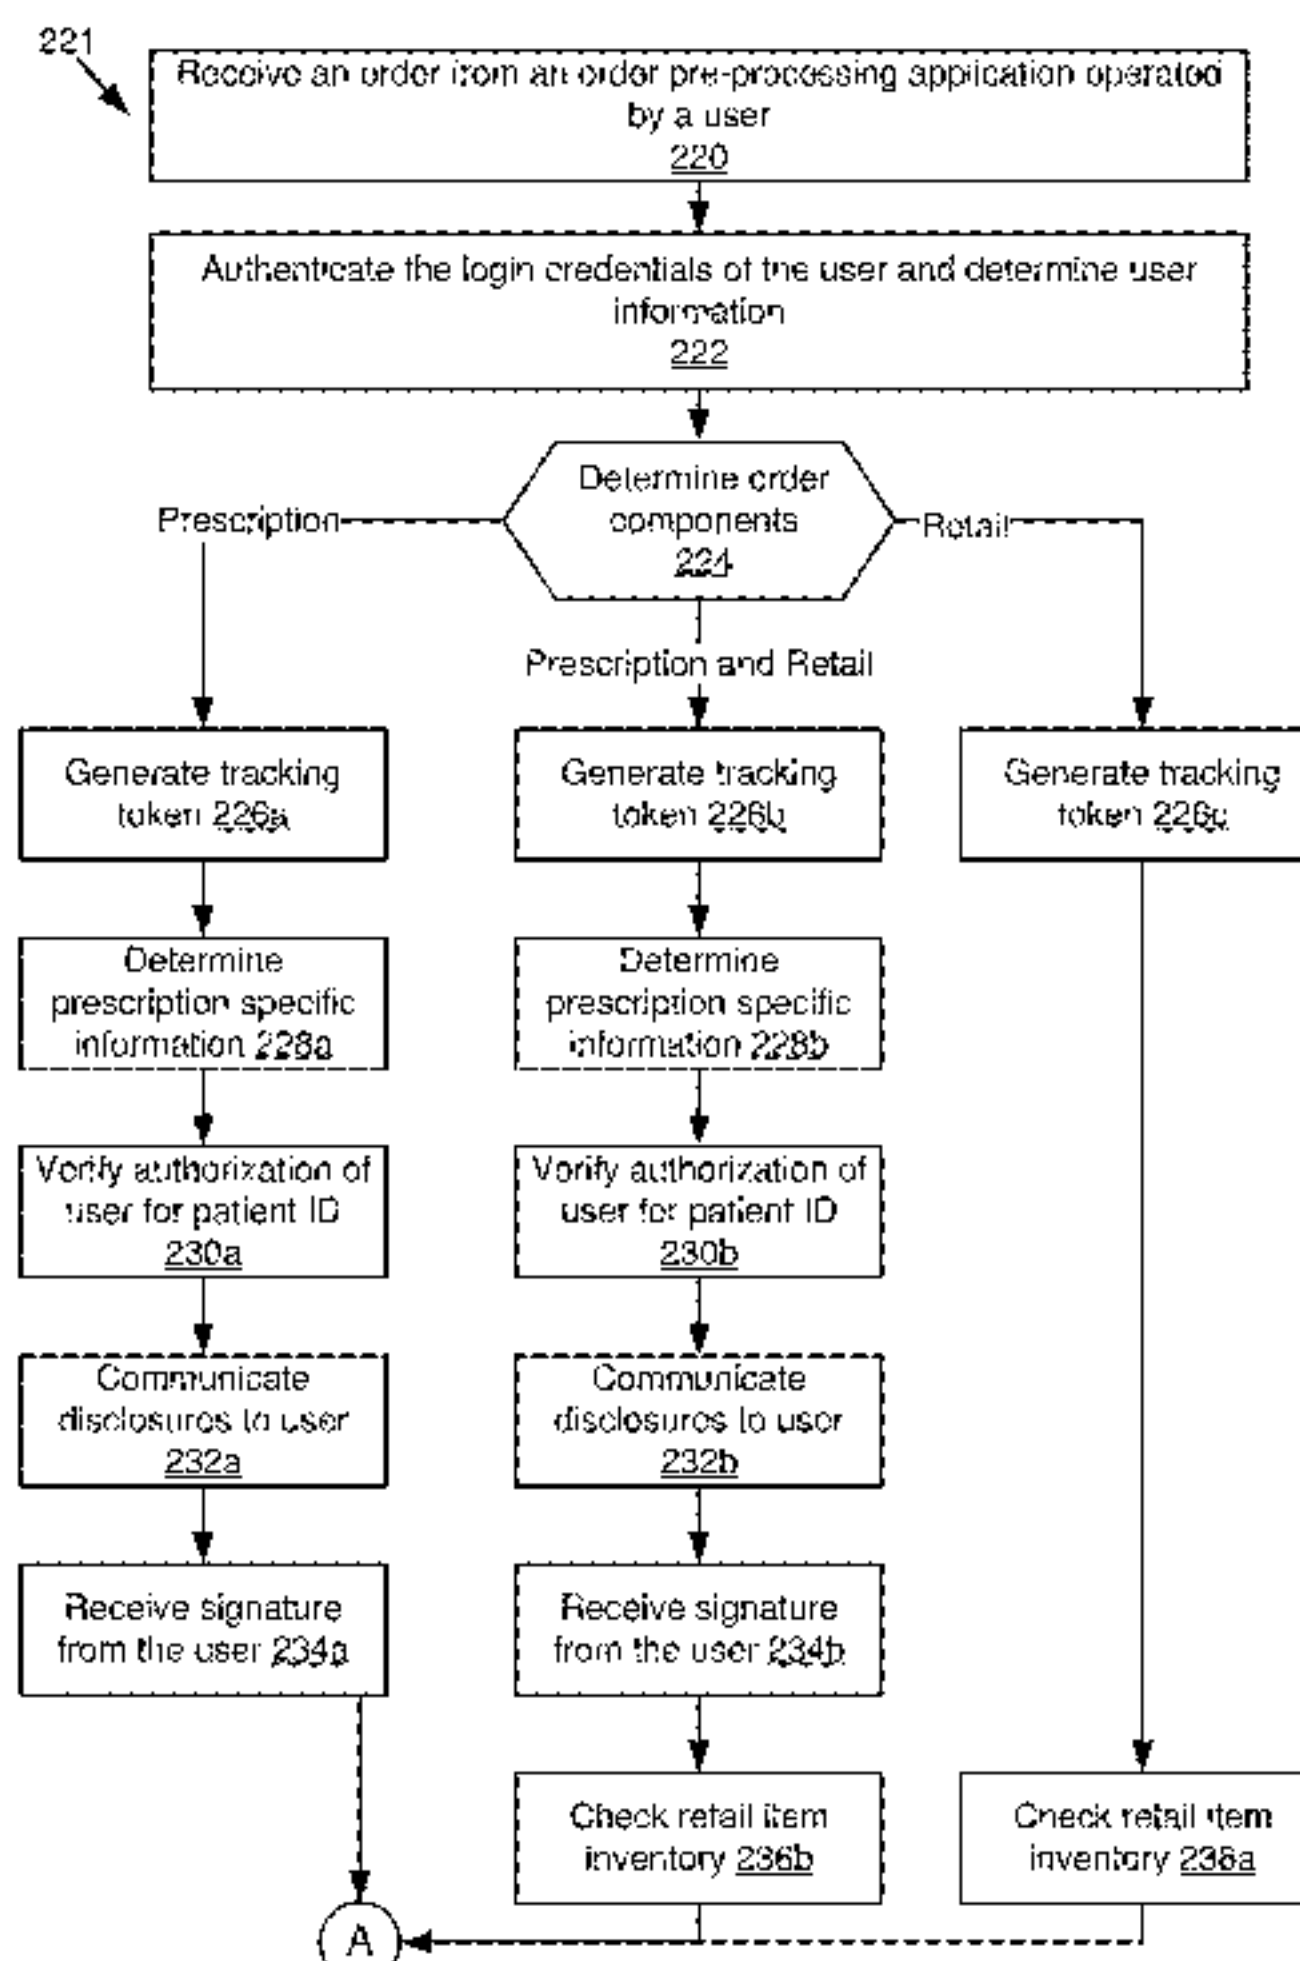 221
Receive an order from an order pre-processing application operated
by a user
220
Authenticate the login credentials of the user and determine user
information
222
Determine order
components
224
Prescription
Retail
Prescription and Retail
Generate tracking
token 226a
Generate tracking
token 226b
Generate tracking
token 226c
Determine
prescription specific
information 228a
Determine
prescription specific
information 228b
Verify authorization of
user for patient ID
230a
Verify authorization of
user for patient ID
230b
Communicate
disclosures to user
232a
Communicate
disclosures to user
232b
Receive signature
from the user 234a
Receive signature
from the user 234b
Check retail item
inventory 236b
Check retail item
inventory 236a
A